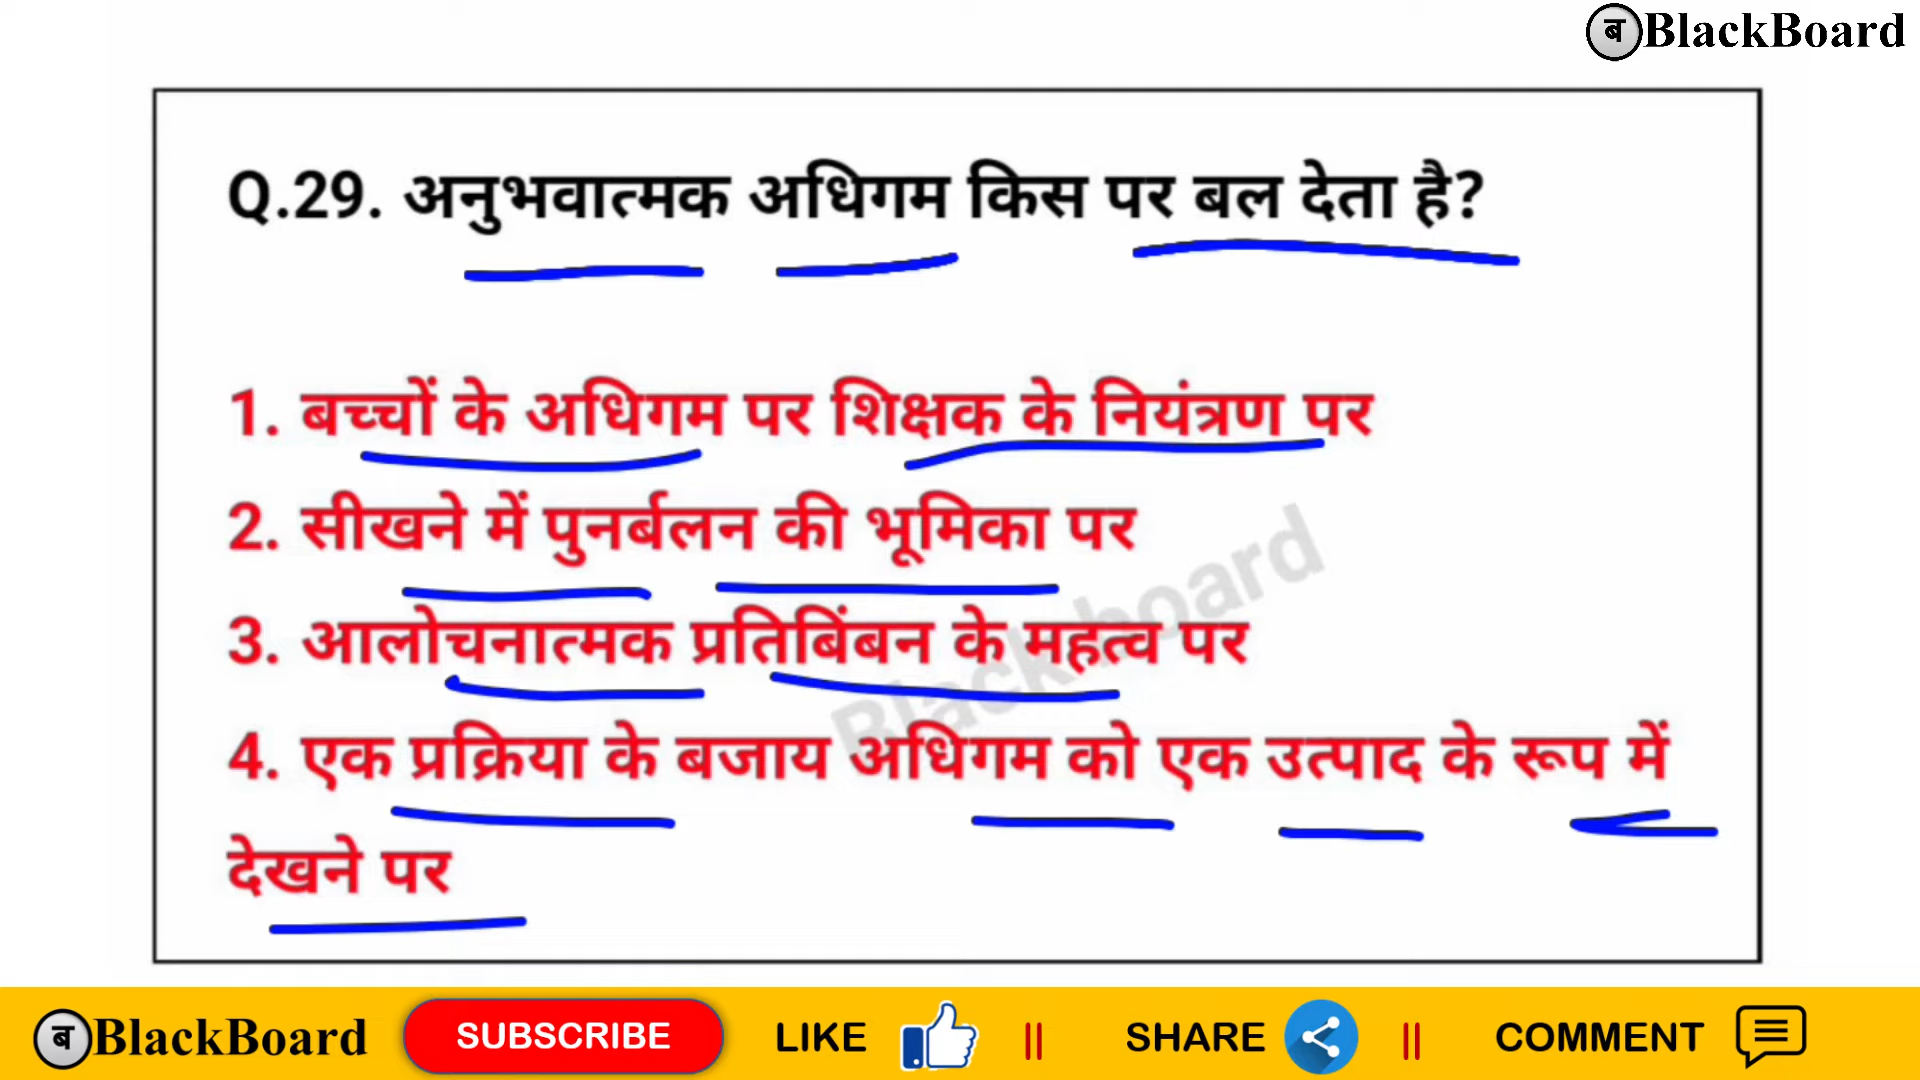 ब BlackBoard
Q.29. अनुभवात्मक अधिगम किस पर बल देता है?
1. बच्चों के अधिगम पर शिक्षक के नियंत्रण पर
2. सीखने में पुनर्बलन की भूमिका पर
3. आलोचनात्मक प्रतिबिंबन के महत्व पर
4. एक प्रक्रिया के बजाय अधिगम को एक उत्पाद के रूप में
देखने पर
Blackboard
ब BlackBoard SUBSCRIBE LIKE || SHARE || COMMENT